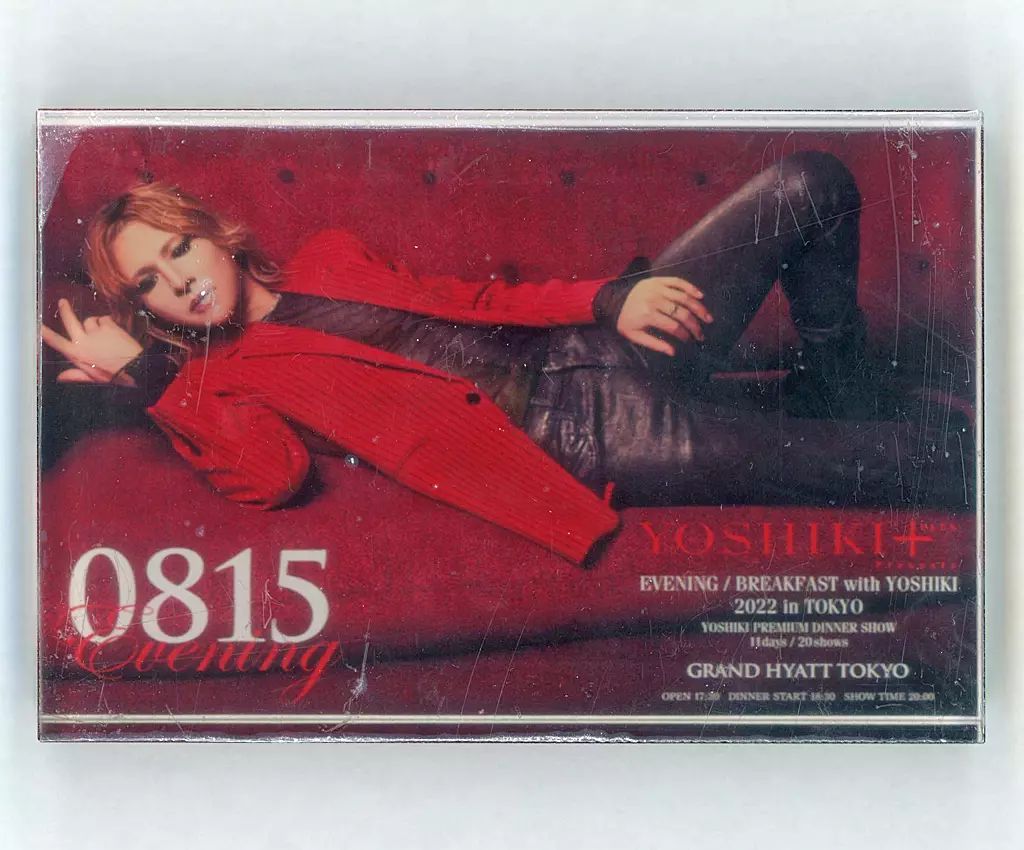 0815
Evening
YOSHIKI+
Presents
EVENING / BREAKFAST with YOSHIKI
2022 in TOKYO
YOSHIKI PREMIUM DINNER SHOW
11days / 20shows
GRAND HYATT TOKYO
OPEN 17:30 DINNER START 18:30 SHOW TIME 20:00